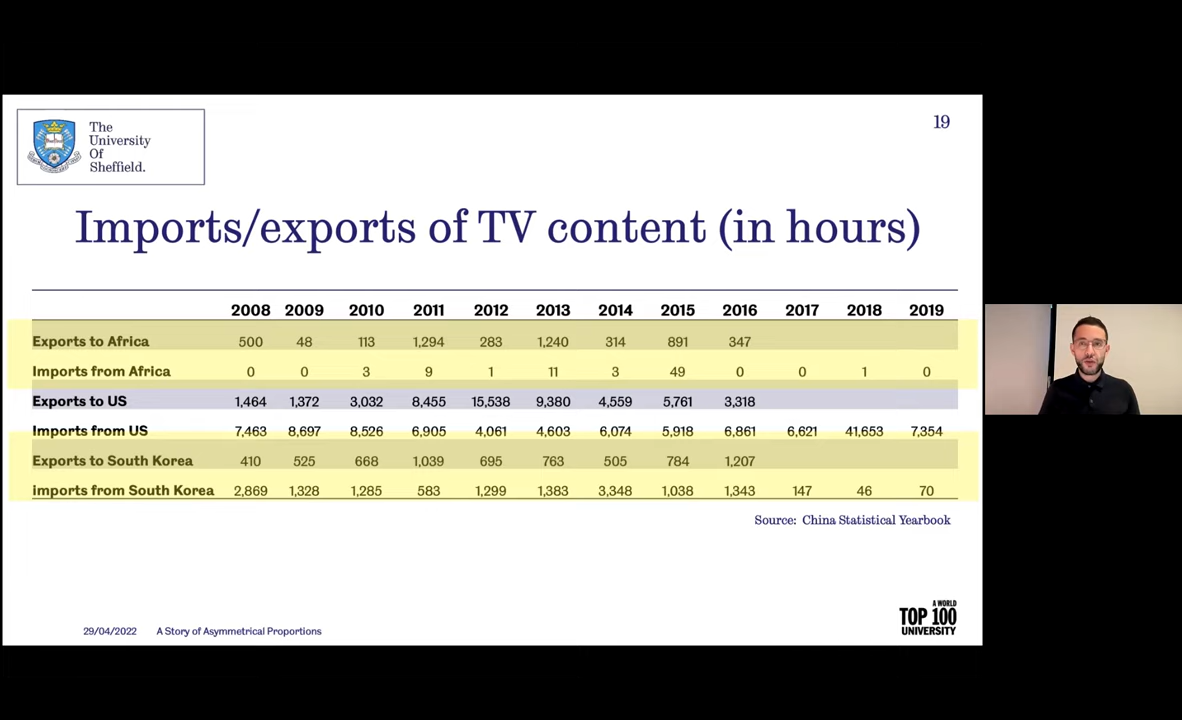 The
University
Of
Sheffield.
19
Imports/exports of TV content (in hours)
2008 2009 2010 2011 2012 2013 2014 2015 2016 2017 2018 2019
Exports to Africa 500 48 113 1,294 283 1,240 314 891 347
Imports from Africa 0 0 3 9 1 11 3 49 0 0 1 0
Exports to US 1,464 1,372 3,032 8,455 15,538 9,380 4,559 5,761 3,318
Imports from US 7,463 8,697 8,526 6,905 4,061 4,603 6,074 5,918 6,861 6,621 41,653 7,354
Exports to South Korea 410 525 668 1,039 695 763 505 784 1,207
imports from South Korea 2,869 1,328 1,285 583 1,299 1,383 3,348 1,038 1,343 147 46 70
Source: China Statistical Yearbook
29/04/2022 A Story of Asymmetrical Proportions
A WORLD
TOP 100
UNIVERSITY